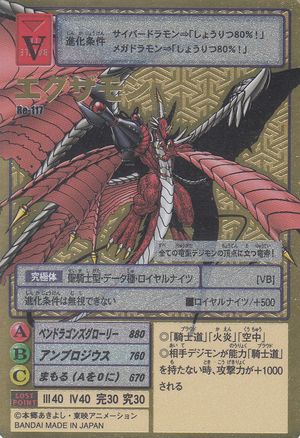 A
進化条件
サイバードラモン⇒「しょうりつ80%！」
メガドラモン⇒「しょうりつ80%！」
エグザモン
Re-117
全ての竜型デジモンの頂点に立つ竜帝！
究極体
聖騎士型・データ種・ロイヤルナイツ
[VB]
進化条件は無視できない
■ロイヤルナイツ/+500
A ペンドラゴンズグローリー 880
B アンブロジウス 760
C まもる（Aを0に） 670
○「騎士道」「火炎」「空中」
○相手デジモンが能力「騎士道」
を持たない時、攻撃力が+1000
される
LOST POINT Ⅲ40 Ⅳ40 完30 究30
©本郷あきよし・東映アニメーション
BANDAI MADE IN JAPAN